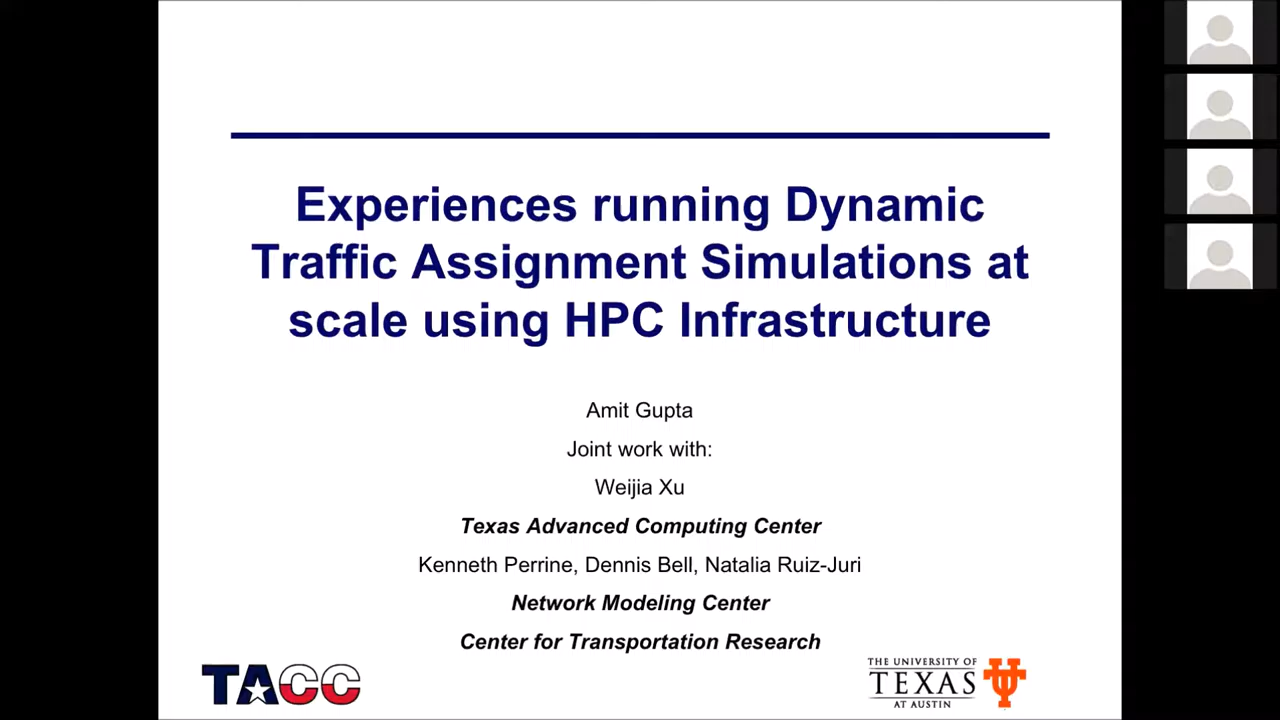 Experiences running Dynamic
Traffic Assignment Simulations at
scale using HPC Infrastructure
Amit Gupta
Joint work with:
Weijia Xu
Texas Advanced Computing Center
Kenneth Perrine, Dennis Bell, Natalia Ruiz-Juri
Network Modeling Center
Center for Transportation Research
TACC
THE UNIVERSITY OF
TEXAS
AT AUSTIN